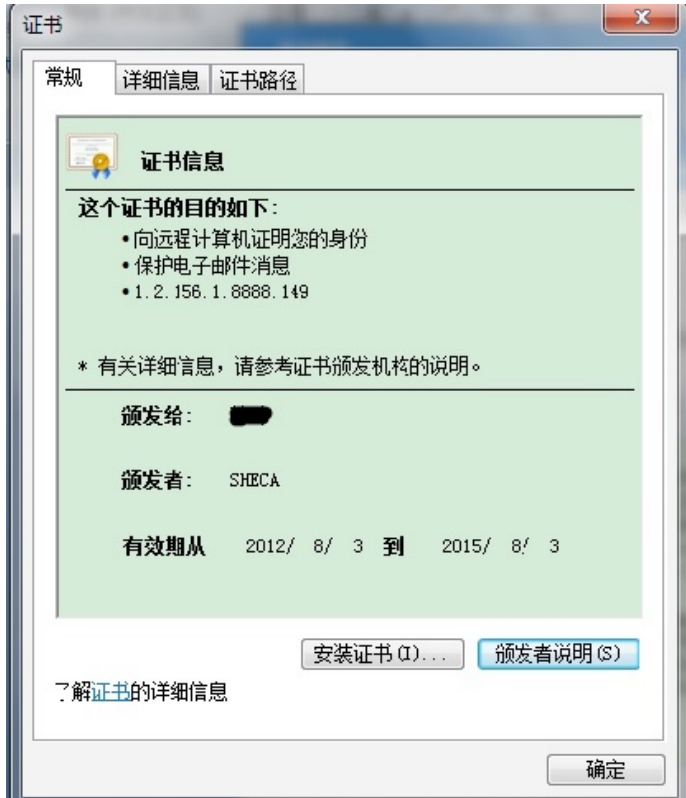 证书
常规 详细信息 证书路径
证书信息
这个证书的目的如下:
•向远程计算机证明您的身份
•保护电子邮件消息
•1.2.156.1.8888.149
* 有关详细信息，请参考证书颁发机构的说明。
颁发给:
颁发者: SHECA
有效期从 2012/ 8/ 3 到 2015/ 8/ 3
安装证书(I)... 颁发者说明(S)
了解证书的详细信息
确定